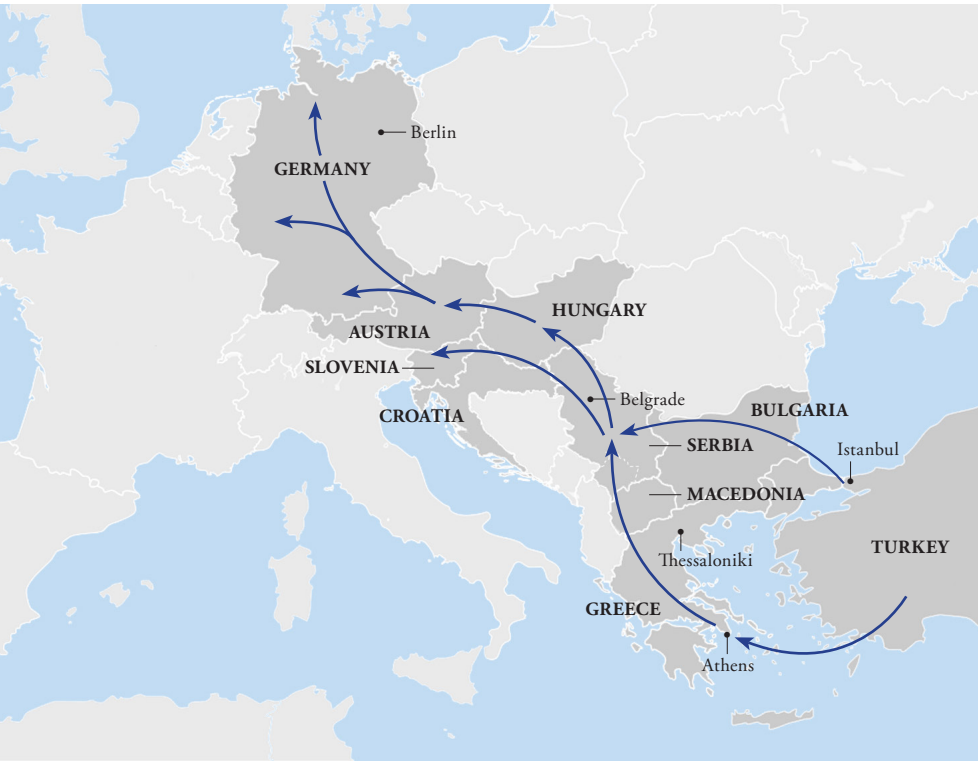 Berlin
GERMANY
HUNGARY
AUSTRIA
SLOVENIA
Belgrade
CROATIA
BULGARIA
SERBIA
Istanbul
MACEDONIA
TURKEY
Thessaloniki
GREECE
Athens